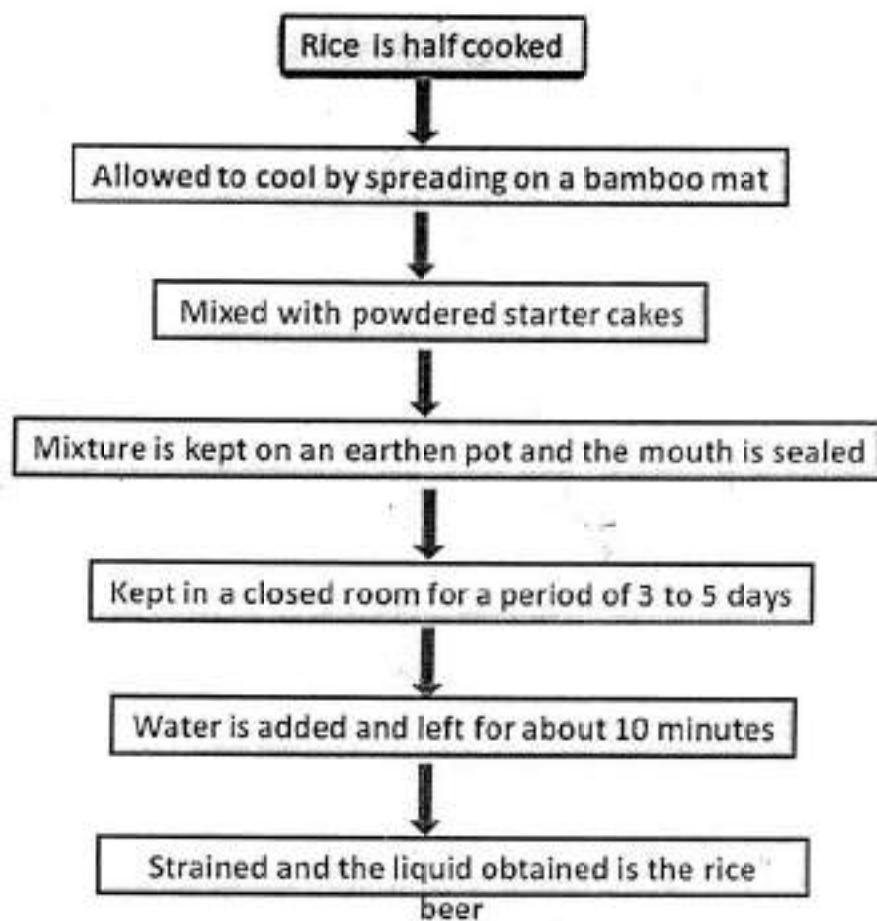 Rice is half cooked
Allowed to cool by spreading on a bamboo mat
Mixed with powdered starter cakes
Mixture is kept on an earthen pot and the mouth is sealed
Kept in a closed room for a period of 3 to 5 days
Water is added and left for about 10 minutes
Strained and the liquid obtained is the rice
beer